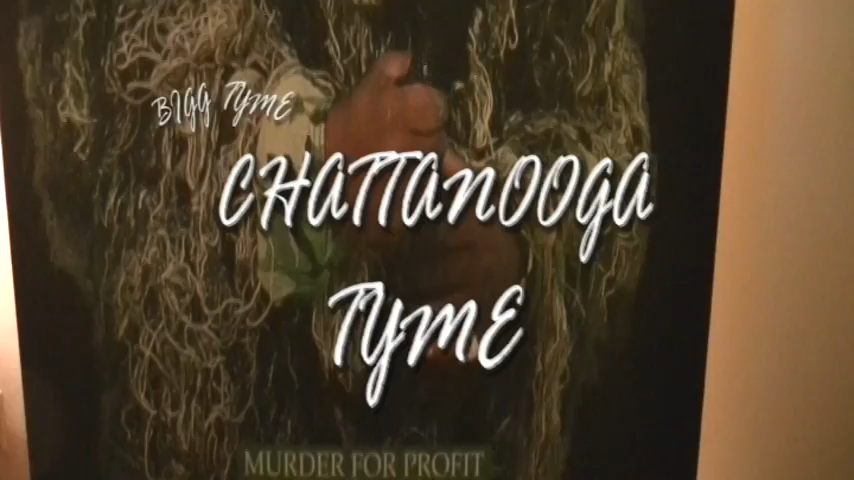 BIGG TYME
CHATTANOOGA
TYME
MURDER FOR PROFIT